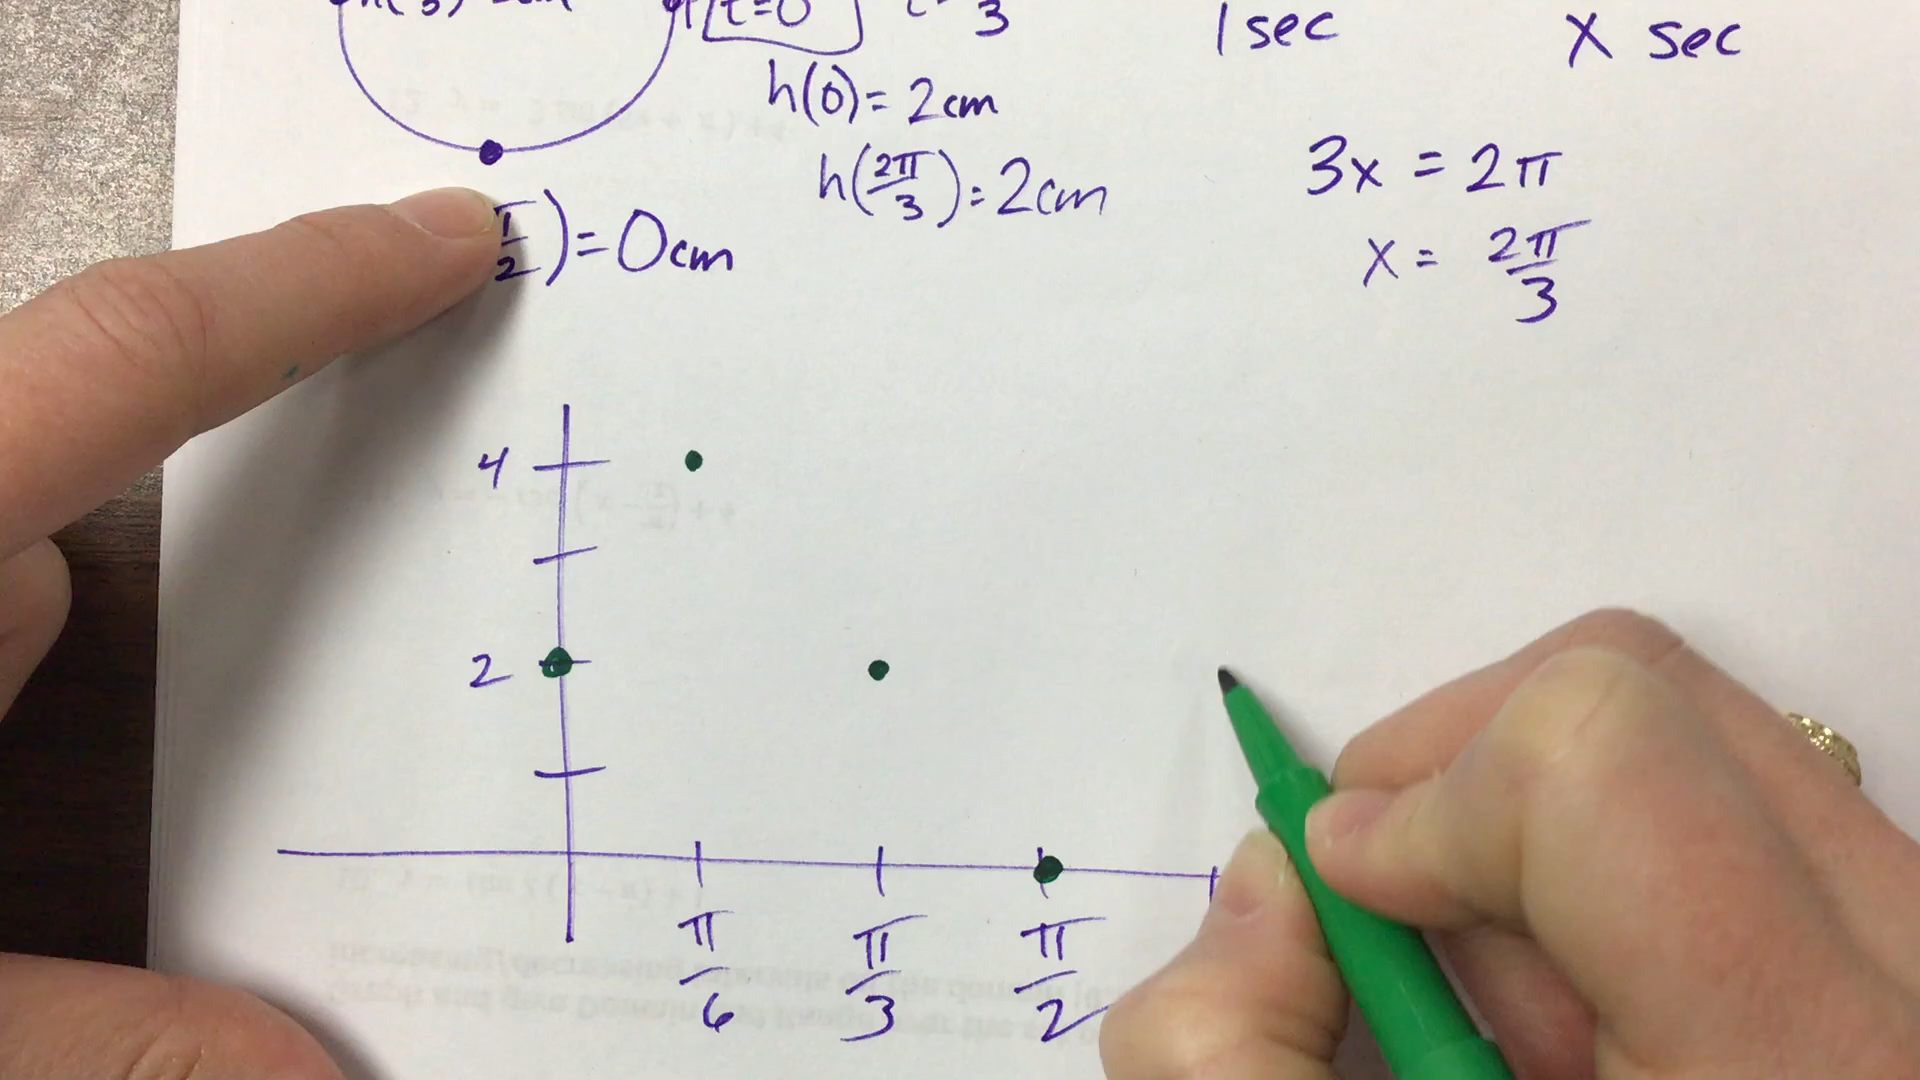 t=0
3
1 sec
x sec
h(0) = 2cm
h(2π/3) = 2cm
3x = 2π
x = 2π/3
π/2) = 0cm
4
2
π/6 π/3 π/2